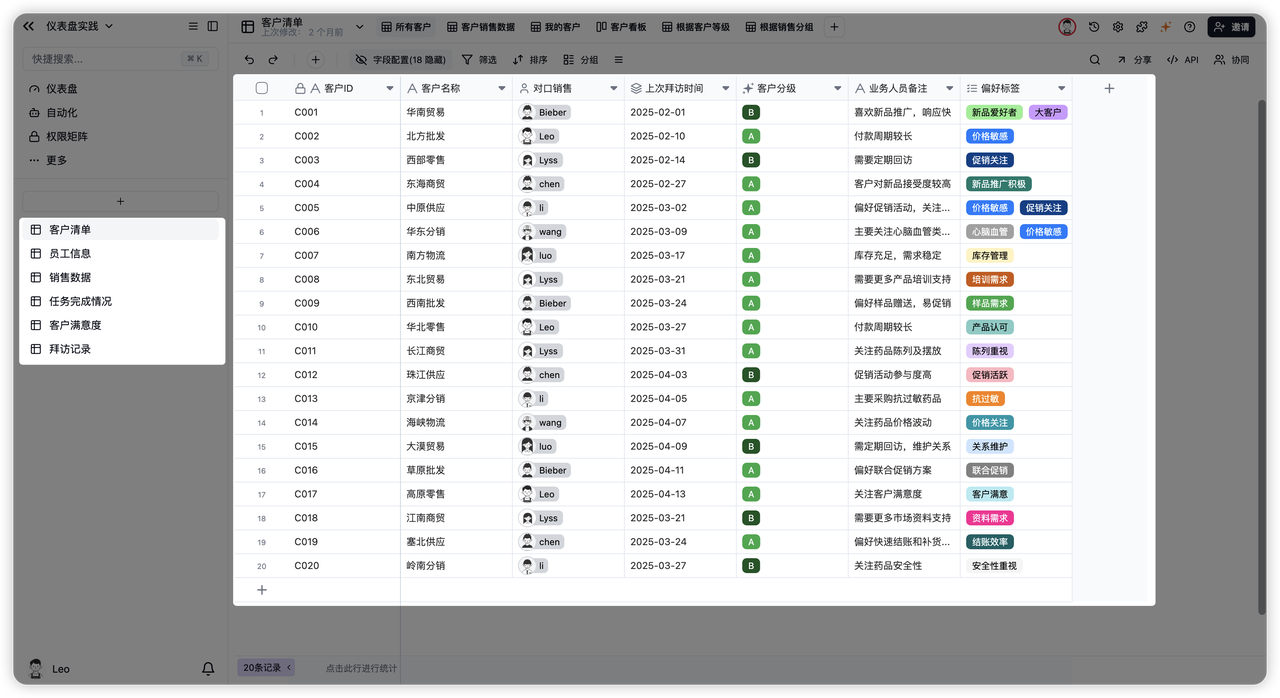 仪表盘实践
快捷搜索... ⌘ K
仪表盘
自动化
权限矩阵
更多
+
客户清单
员工信息
销售数据
任务完成情况
客户满意度
拜访记录
Leo
客户清单
上次修改： 2 个月前
所有客户 客户销售数据 我的客户 客户看板 根据客户等级 根据销售分组 +
邀请
字段配置(18 隐藏) 筛选 排序 分组
分享 API 协同
客户ID 客户名称 对口销售 上次拜访时间 客户分级 业务人员备注 偏好标签 +
1 C001 华南贸易 Bieber 2025-02-01 B 喜欢新品推广，响应快 新品爱好者 大客户
2 C002 北方批发 Leo 2025-02-10 A 付款周期较长 价格敏感
3 C003 西部零售 Lyss 2025-02-14 B 需要定期回访 促销关注
4 C004 东海商贸 chen 2025-02-27 A 客户对新品接受度较高 新品推广积极
5 C005 中原供应 li 2025-03-02 A 偏好促销活动，关注... 价格敏感 促销关注
6 C006 华东分销 wang 2025-03-09 A 主要关注心脑血管类... 心脑血管 价格敏感
7 C007 南方物流 luo 2025-03-17 A 库存充足，需求稳定 库存管理
8 C008 东北贸易 Lyss 2025-03-21 A 需要更多产品培训支持 培训需求
9 C009 西南批发 Bieber 2025-03-24 A 偏好样品赠送，易促销 样品需求
10 C010 华北零售 Leo 2025-03-27 A 付款周期较长 产品认可
11 C011 长江商贸 Lyss 2025-03-31 A 关注药品陈列及摆放 陈列重视
12 C012 珠江供应 chen 2025-04-03 B 促销活动参与度高 促销活跃
13 C013 京津分销 li 2025-04-05 A 主要采购抗过敏药品 抗过敏
14 C014 海峡物流 wang 2025-04-07 A 关注药品价格波动 价格关注
15 C015 大漠贸易 luo 2025-04-09 B 需定期回访，维护关系 关系维护
16 C016 草原批发 Bieber 2025-04-11 A 偏好联合促销方案 联合促销
17 C017 高原零售 Leo 2025-04-13 A 关注客户满意度 客户满意
18 C018 江南商贸 Lyss 2025-03-21 B 需要更多市场资料支持 资料需求
19 C019 塞北供应 chen 2025-03-24 A 偏好快速结账和补货... 结账效率
20 C020 岭南分销 li 2025-03-27 B 关注药品安全性 安全性重视
+
20条记录 点击此行进行统计